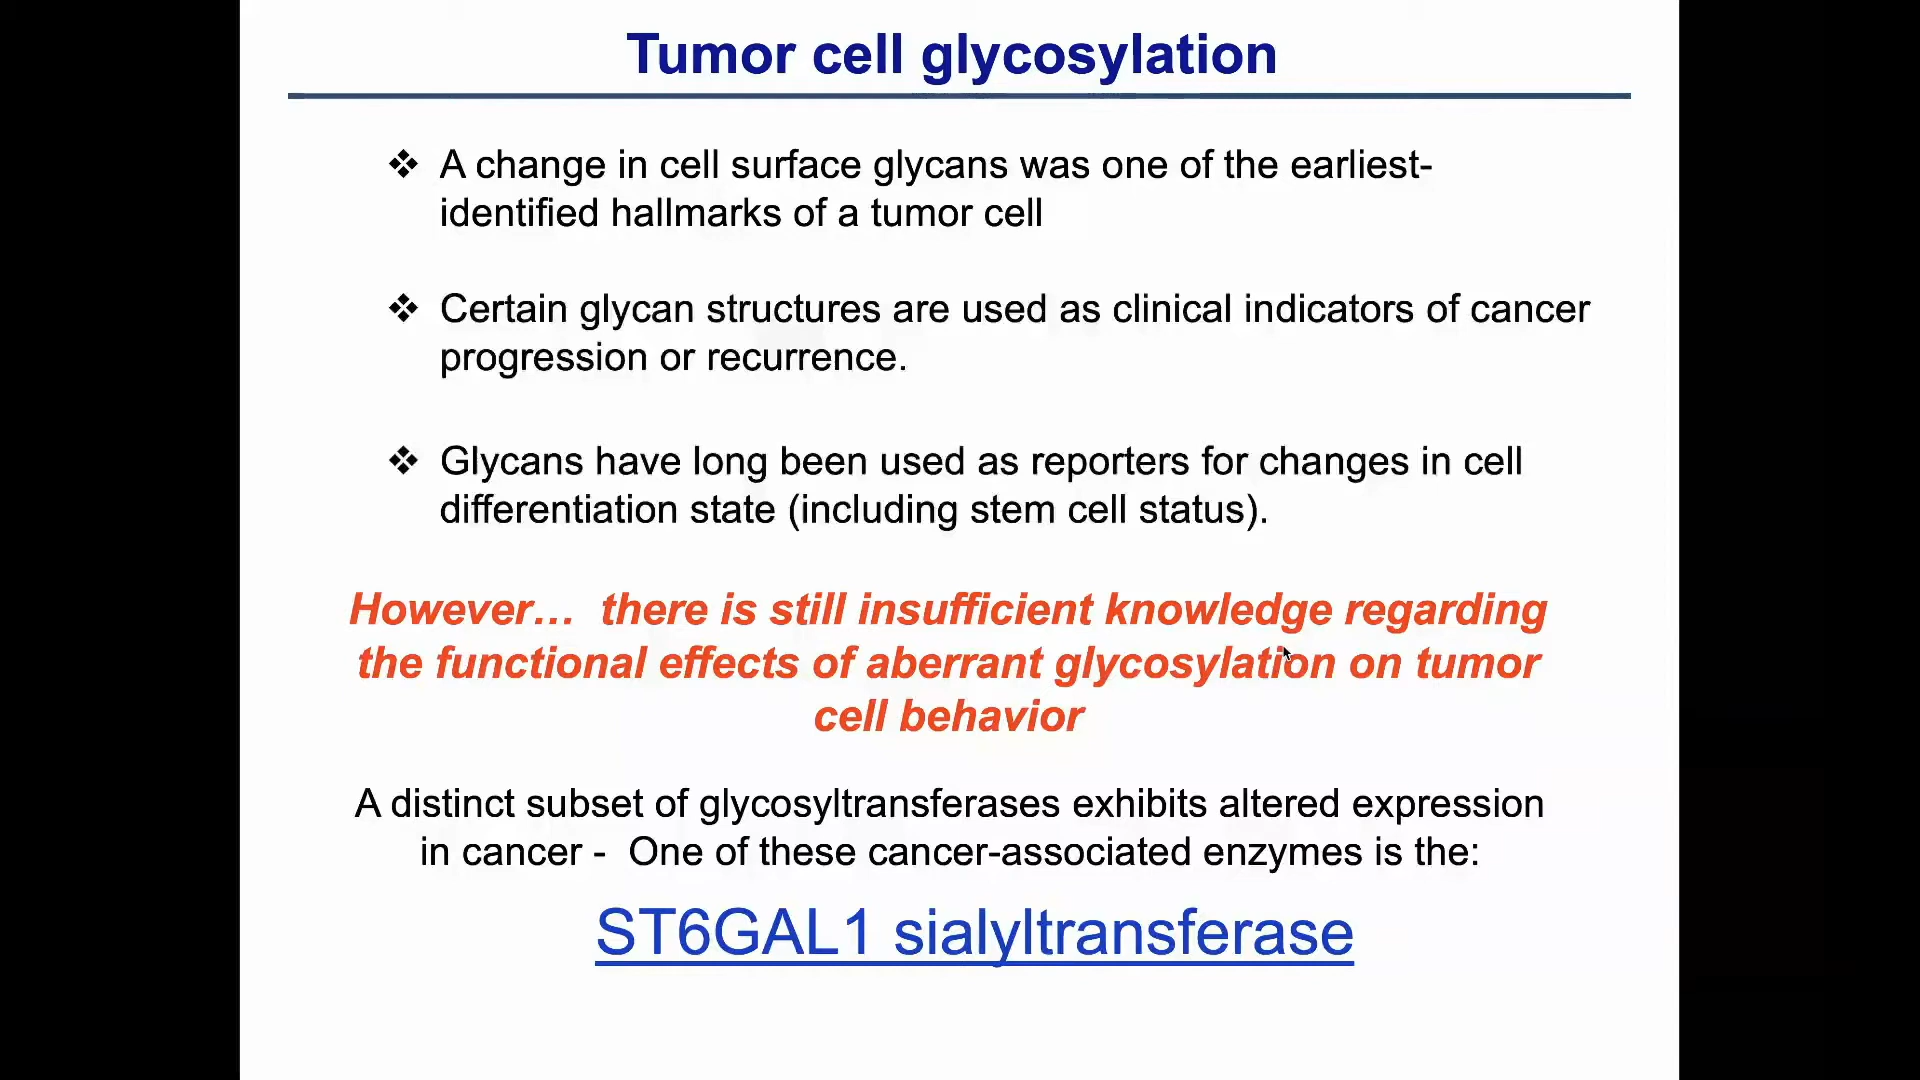 Tumor cell glycosylation
❖ A change in cell surface glycans was one of the earliest-
identified hallmarks of a tumor cell
❖ Certain glycan structures are used as clinical indicators of cancer
progression or recurrence.
❖ Glycans have long been used as reporters for changes in cell
differentiation state (including stem cell status).
However… there is still insufficient knowledge regarding
the functional effects of aberrant glycosylation on tumor
cell behavior
A distinct subset of glycosyltransferases exhibits altered expression
in cancer - One of these cancer-associated enzymes is the:
ST6GAL1 sialyltransferase